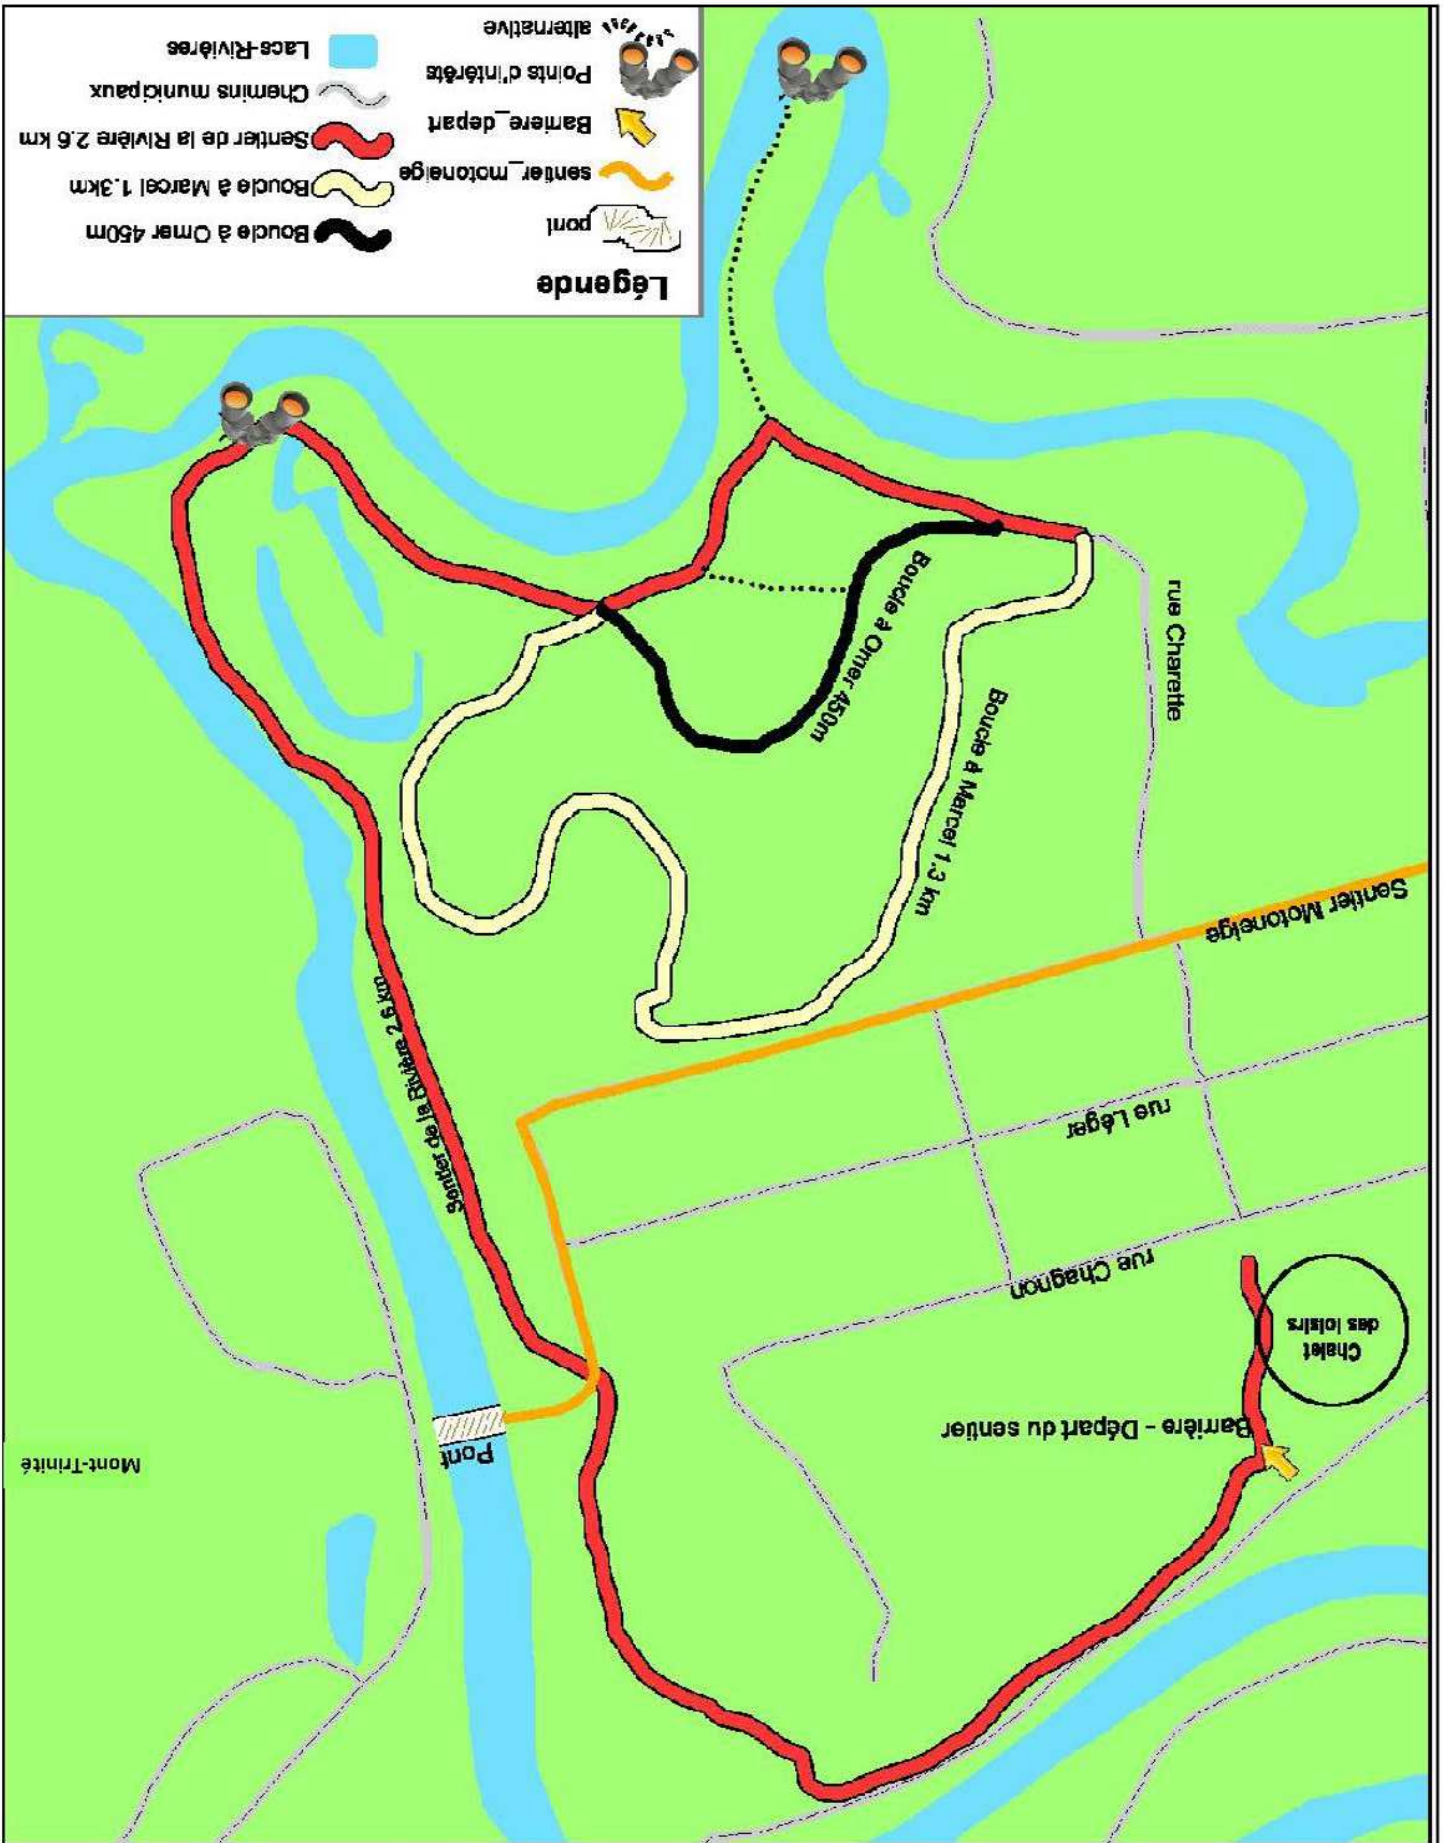 Mont-Trinité
Pont
Barrière - Départ du sentier
Chalet
des loisirs
rue Chagnon
rue Léger
Sentier de la Rivière 2.6 km
Sentier Motoneige
Boucle à Marcel 1.3 km
rue Charette
Boucle à Omer 450m
Légende
pont
sentier_motoneige
Barriere_depart
Points d'intérêts
alternative
Boucle à Omer 450m
Boucle à Marcel 1.3km
Sentier de la Rivière 2.6 km
Chemins municipaux
Lacs-Rivières